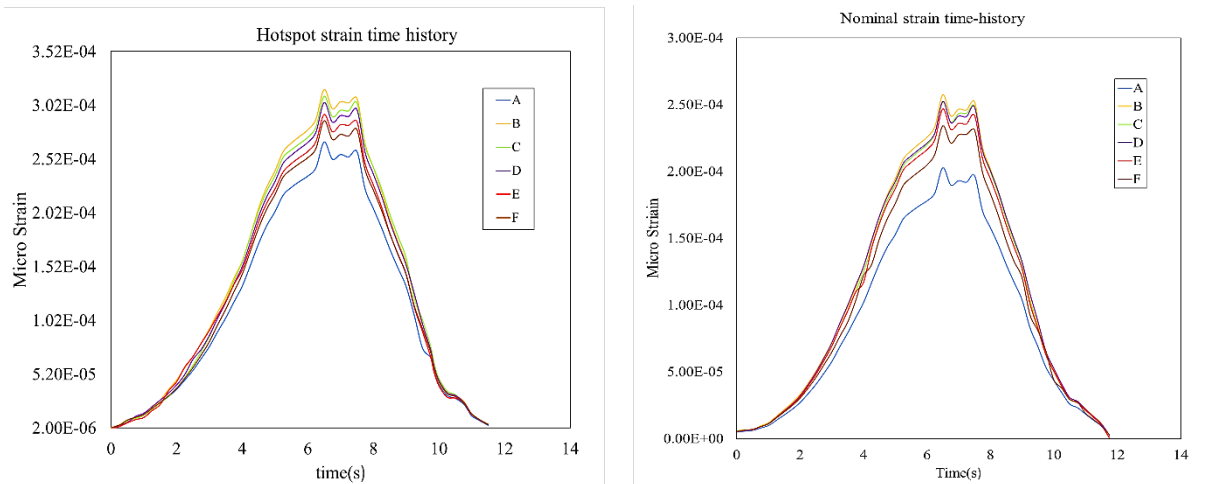 Hotspot strain time history
3.52E-04
3.02E-04
2.52E-04
2.02E-04
1.52E-04
1.02E-04
5.20E-05
2.00E-06
Micro Strain
0 2 4 6 8 10 12 14
time(s)
A
B
C
D
E
F
Nominal strain time-history
3.00E-04
2.50E-04
2.00E-04
1.50E-04
1.00E-04
5.00E-05
0.00E+00
Micro Striain
0 2 4 6 8 10 12 14
Time(s)
A
B
C
D
E
F